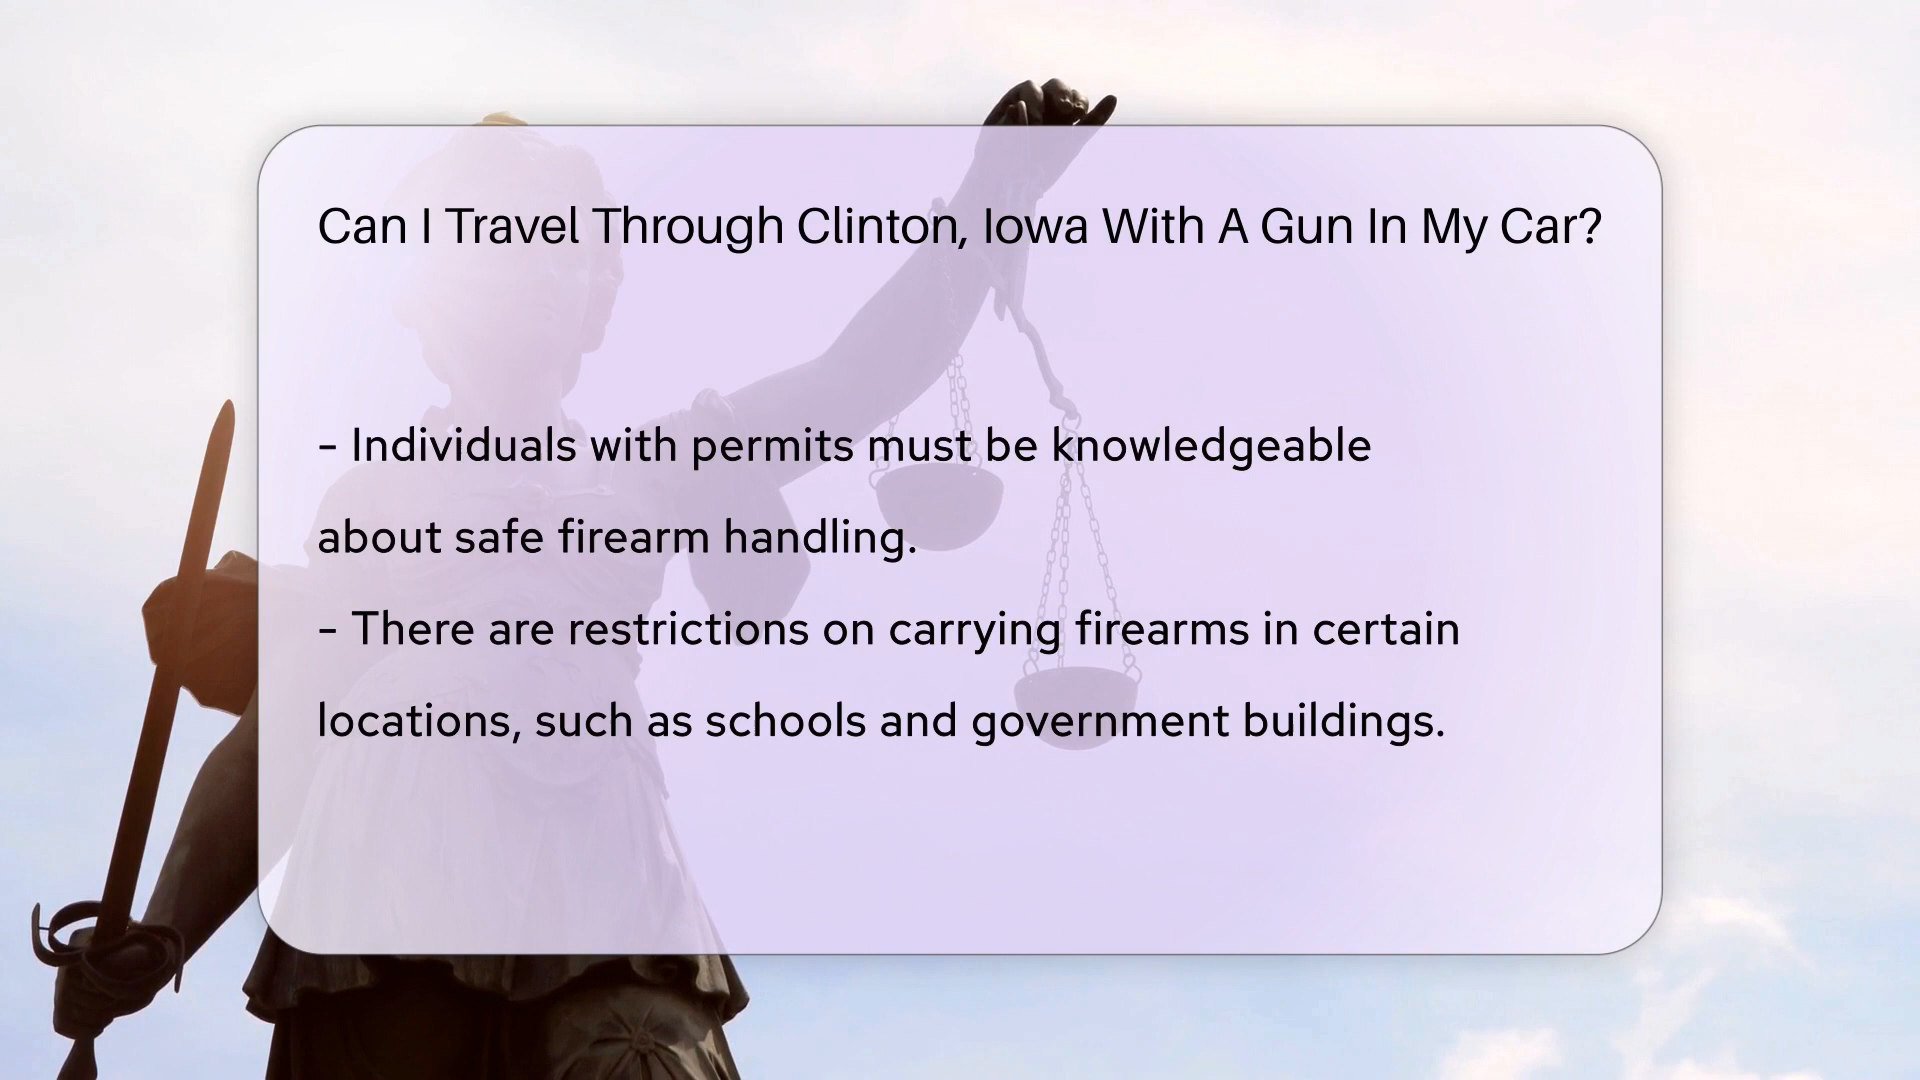 Can I Travel Through Clinton, Iowa With A Gun In My Car?
- Individuals with permits must be knowledgeable
about safe firearm handling.
- There are restrictions on carrying firearms in certain
locations, such as schools and government buildings.